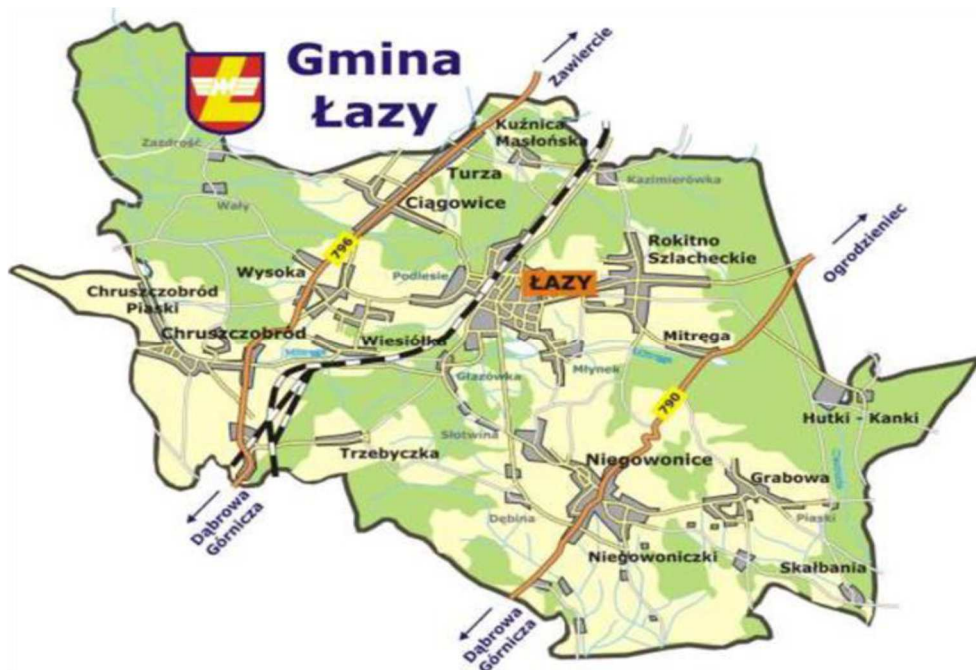 Gmina
Łazy
Zawiercie
Kuźnica
Masłońska
Zazdrość
Turza
Kazimierówka
Wały
Ciągowice
796
Wysoka
Podlesie
Rokitno
Szlacheckie
Ogrodzieniec
ŁAZY
Chruszczobród
Piaski
Chruszczobród
Wiesiółka
Mitręga
Mitręga
Mitręga
Głazówka
Młynek
790
Hutki - Kanki
Słotwina
Trzebyczka
Niegowonice
Grabowa
Dębina
Piaski
Dąbrowa
Górnicza
Niegowoniczki
Skałbania
Dąbrowa
Górnicza